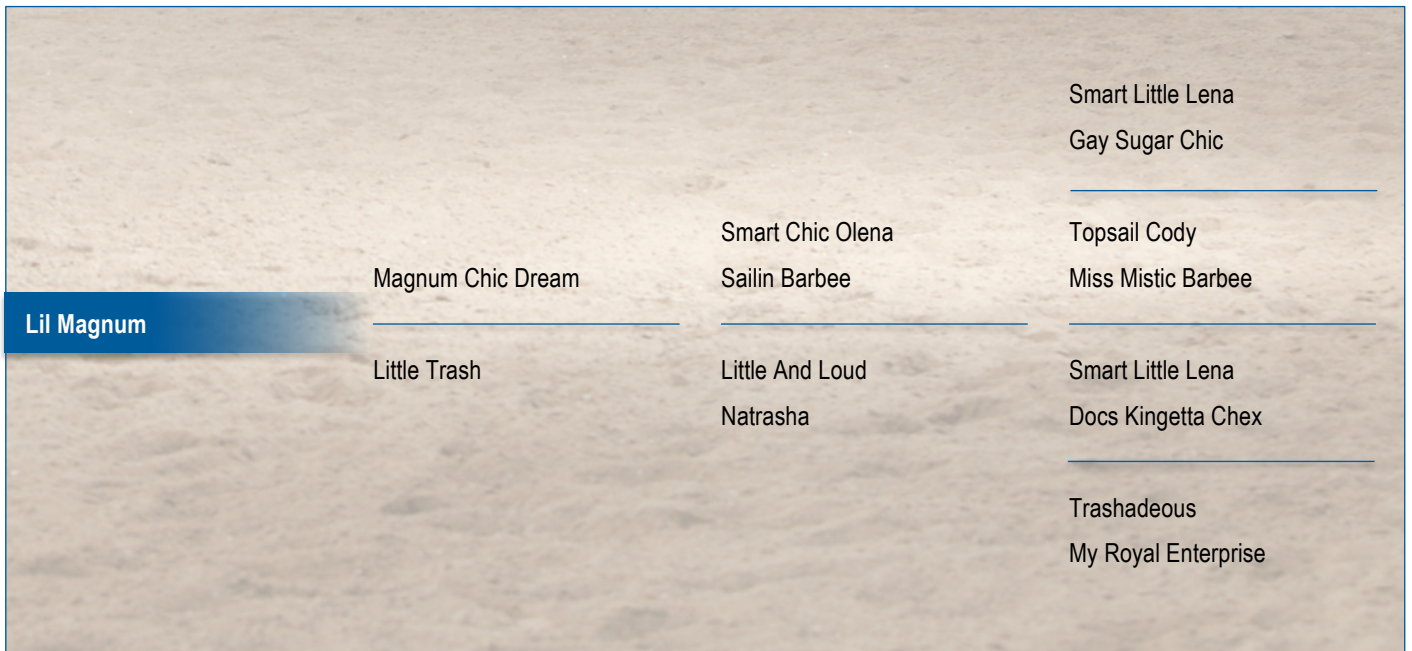 Lil Magnum
Magnum Chic Dream
Little Trash
Smart Chic Olena
Sailin Barbee
Little And Loud
Natrasha
Smart Little Lena
Gay Sugar Chic
Topsail Cody
Miss Mistic Barbee
Smart Little Lena
Docs Kingetta Chex
Trashadeous
My Royal Enterprise